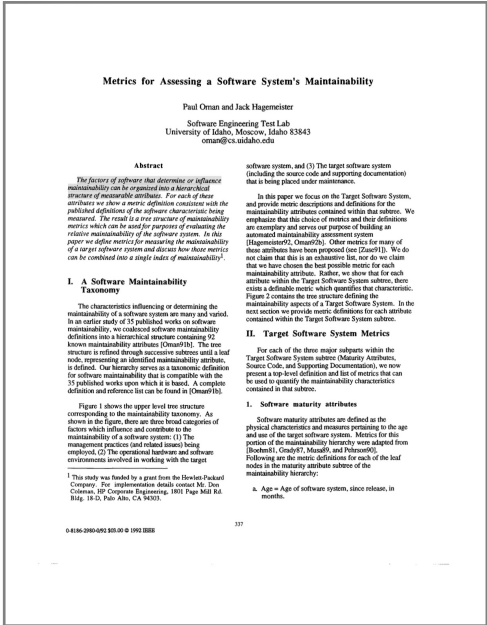 Metrics for Assessing a Software System's Maintainability
Paul Oman and Jack Hagemeister
Software Engineering Test Lab
University of Idaho, Moscow, Idaho 83843
oman@cs.uidaho.edu
Abstract
The factors of software that determine or influence
maintainability can be organized into a hierarchical
structure of measurable attributes. For each of these
attributes we show a metric definition consistent with the
published definitions of the software characteristic being
measured. The result is a tree structure of maintainability
metrics which can be used for purposes of evaluating the
relative maintainability of the software system. In this
paper we define metrics for measuring the maintainability
of a target software system and discuss how those metrics
can be combined into a single index of maintainability1.
I. A Software Maintainability
Taxonomy
The characteristics influencing or determining the
maintainability of a software system are many and varied.
In an earlier study of 35 published works on software
maintainability, we coalesced software maintainability
definitions into a hierarchical structure containing 92
known maintainability attributes [Oman91b]. The tree
structure is refined through successive subtrees until a leaf
node, representing an identified maintainability attribute,
is defined. Our hierarchy serves as a taxonomic definition
for software maintainability that is compatible with the
35 published works upon which it is based. A complete
definition and reference list can be found in [Oman91b].
Figure 1 shows the upper level tree structure
corresponding to the maintainability taxonomy. As
shown in the figure, there are three broad categories of
factors which influence and contribute to the
maintainability of a software system: (1) The
management practices (and related issues) being
employed, (2) The operational hardware and software
environments involved in working with the target
1 This study was funded by a grant from the Hewlett-Packard
Company. For implementation details contact Mr. Don
Coleman, HP Corporate Engineering, 1801 Page Mill Rd.
Bldg. 18-D, Palo Alto, CA 94303.
software system, and (3) The target software system
(including the source code and supporting documentation)
that is being placed under maintenance.
In this paper we focus on the Target Software System,
and provide metric descriptions and definitions for the
maintainability attributes contained within that subtree. We
emphasize that this choice of metrics and their definitions
are exemplary and serves our purpose of building an
automated maintainability assessment system
[Hagemeister92, Oman92b]. Other metrics for many of
these attributes have been proposed (see [Zuse91]). We do
not claim that this is an exhaustive list, nor do we claim
that we have chosen the best possible metric for each
maintainability attribute. Rather, we show that for each
attribute within the Target Software System subtree, there
exists a definable metric which quantifies that characteristic.
Figure 2 contains the tree structure defining the
maintainability aspects of a Target Software System. In the
next section we provide metric definitions for each attribute
contained within the Target Software System subtree.
II. Target Software System Metrics
For each of the three major subparts within the
Target Software System subtree (Maturity Attributes,
Source Code, and Supporting Documentation), we now
present a top-level definition and list of metrics that can
be used to quantify the maintainability characteristics
contained in that subtree.
1. Software maturity attributes
Software maturity attributes are defined as the
physical characteristics and measures pertaining to the age
and use of the target software system. Metrics for this
portion of the maintainability hierarchy were adapted from
[Boehm81, Grady87, Musa89, and Pehrson90].
Following are the metric definitions for each of the leaf
nodes in the maturity attribute subtree of the
maintainability hierarchy:
a. Age = Age of software system, since release, in
months.
337
0-8186-2980-0/92 $03.00 © 1992 IEEE